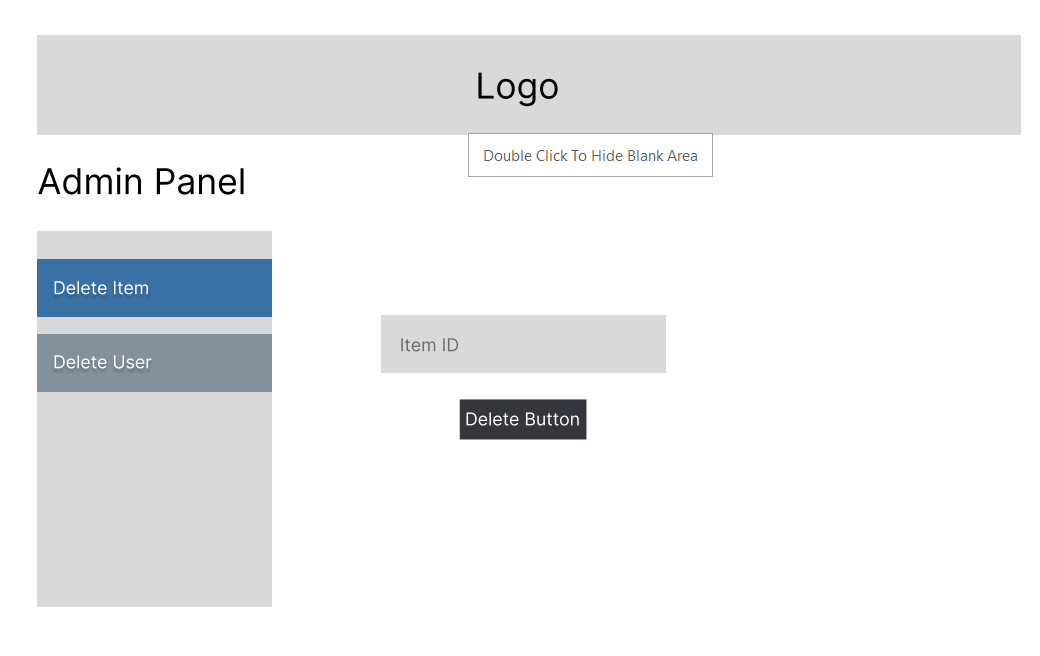 Logo
Double Click To Hide Blank Area
Admin Panel
Delete Item
Delete User
Item ID
Delete Button